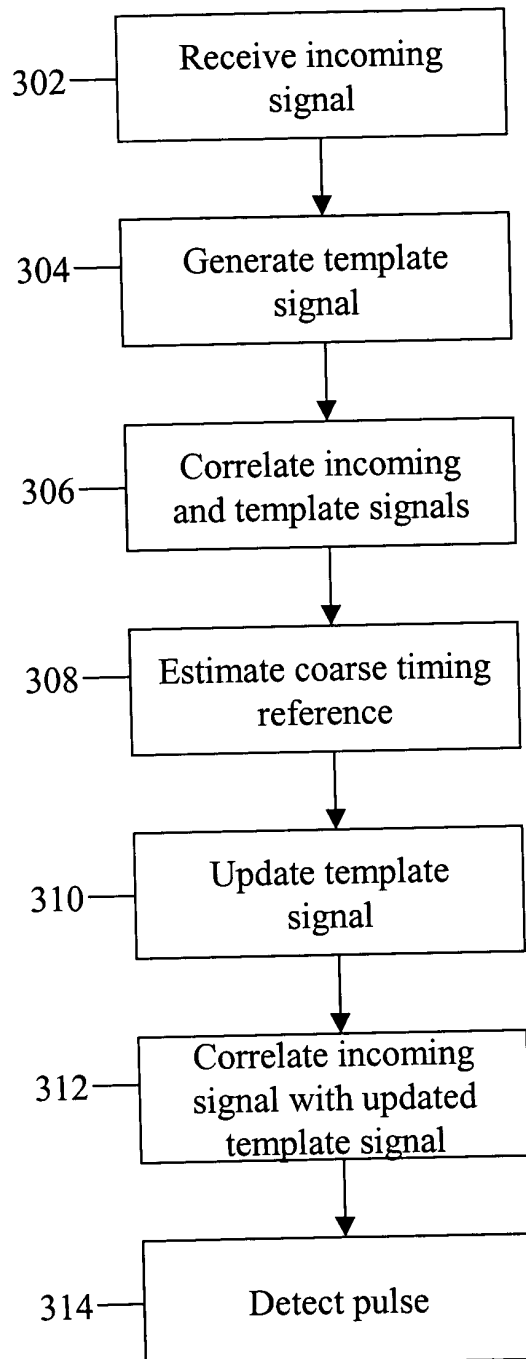 302
Receive incoming
signal
304
Generate template
signal
306
Correlate incoming
and template signals
308
Estimate coarse timing
reference
310
Update template
signal
312
Correlate incoming
signal with updated
template signal
314
Detect pulse